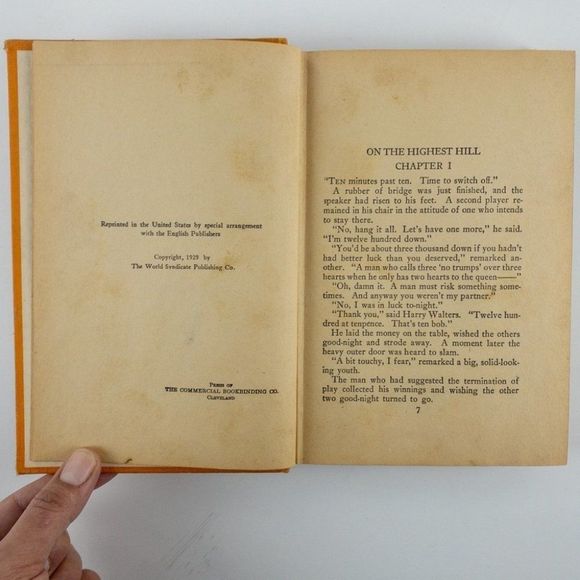 Reprinted in the United States by special arrangement
with the English Publishers
Copyright, 1929 by
The World Syndicate Publishing Co.
Press of
THE COMMERCIAL BOOKBINDING CO.
Cleveland
ON THE HIGHEST HILL
CHAPTER I
"TEN minutes past ten. Time to switch off."
A rubber of bridge was just finished, and the
speaker had risen to his feet. A second player re-
mained in his chair in the attitude of one who intends
to stay there.
"No, hang it all. Let's have one more," he said.
"I'm twelve hundred down."
"You'd be about three thousand down if you hadn't
had better luck than you deserved," remarked an-
other. "A man who calls three 'no trumps' over three
hearts when he only has two hearts to the queen——"
"Oh, damn it. A man must risk something some-
times. And anyway you weren't my partner."
"No, I was in luck to-night."
"Thank you," said Harry Walters. "Twelve hun-
dred at tenpence. That's ten bob."
He laid the money on the table, wished the others
good-night and strode away. A moment later the
heavy outer door was heard to slam.
"A bit touchy, I fear," remarked a big, solid-look-
ing youth.
The man who had suggested the termination of
play collected his winnings and wishing the other
two good-night turned to go.
7